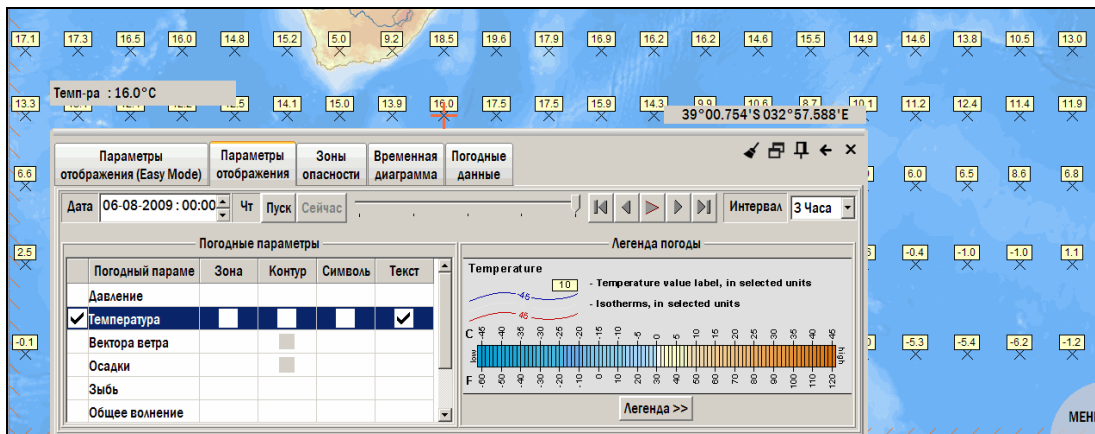 17.1 17.3 16.5 16.0 14.8 15.2 5.0 9.2 18.5 19.6 17.9 16.9 16.2 16.2 14.6 15.5 14.9 14.6 13.8 10.5 13.0
Темп-ра : 16.0°C
13.3 14.1 15.0 13.9 16.0 17.5 17.5 15.9 14.3 9.9 10.6 8.7 10.1 11.2 12.4 11.4 11.9
39°00.754'S 032°57.588'E
Параметры отображения (Easy Mode)
Параметры отображения
Зоны опасности
Временная диаграмма
Погодные данные
6.6 6.0 6.5 8.6 6.8
Дата 06-08-2009 : 00:00 Чт Пуск Сейчас Интервал 3 Часа
Погодные параметры
Легенда погоды
2.5 -0.4 -1.0 -1.0 1.1
Погодный параме Зона Контур Символь Текст
Давление
Температура
Вектора ветра
Осадки
Зыбь
Общее волнение
Temperature
10 - Temperature value label, in selected units
-45
- Isotherms, in selected units
45
C -45 -40 -35 -30 -25 -20 -15 -10 -5 0 5 10 15 20 25 30 35 40 45
low high
F -60 -50 -40 -30 -20 -10 0 10 20 30 40 50 60 70 80 90 100 110 120
-0.1 -5.3 -5.4 -6.2 -1.2
Легенда >>